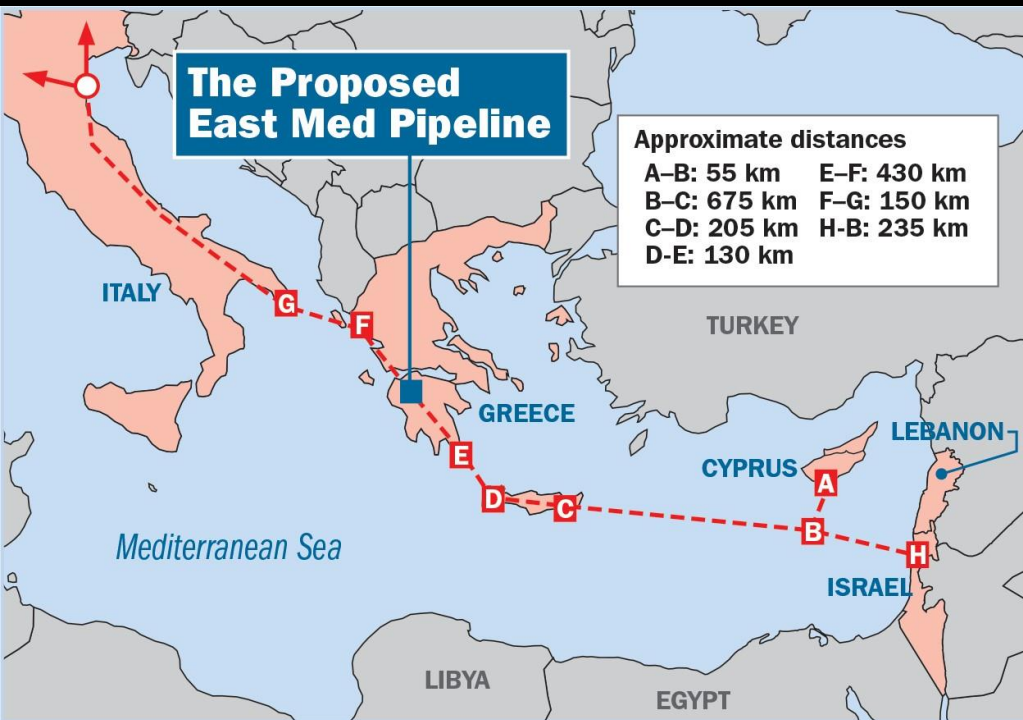 The Proposed
East Med Pipeline
Approximate distances
A–B: 55 km E–F: 430 km
B–C: 675 km F–G: 150 km
C–D: 205 km H-B: 235 km
D-E: 130 km
ITALY
G
F
TURKEY
GREECE
LEBANON
E
CYPRUS
A
D
C
B
Mediterranean Sea
H
ISRAEL
LIBYA
EGYPT